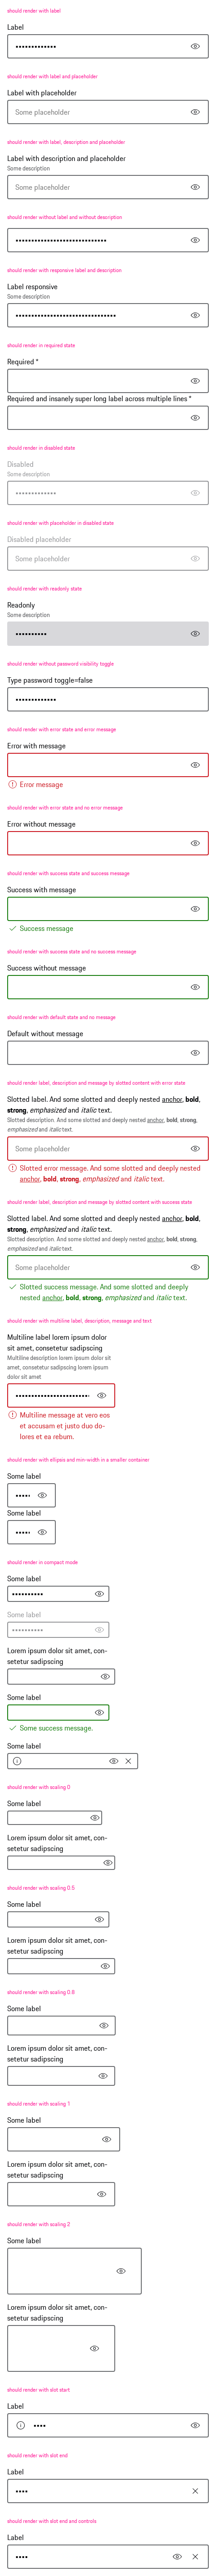 should render with label
Label
•••••••••••••
should render with label and placeholder
Label with placeholder
Some placeholder
should render with label, description and placeholder
Label with description and placeholder
Some description
Some placeholder
should render without label and without description
•••••••••••••••••••••••••••••
should render with responsive label and description
Label responsive
Some description
••••••••••••••••••••••••••••••••
should render in required state
Required *
Required and insanely super long label across multiple lines *
should render in disabled state
Disabled
Some description
•••••••••••••
should render with placeholder in disabled state
Disabled placeholder
Some placeholder
should render with readonly state
Readonly
Some description
••••••••••
should render without password visibility toggle
Type password toggle=false
•••••••••••••
should render with error state and error message
Error with message
Error message
should render with error state and no error message
Error without message
should render with success state and success message
Success with message
Success message
should render with success state and no success message
Success without message
should render with default state and no message
Default without message
should render label, description and message by slotted content with error state
Slotted label. And some slotted and deeply nested anchor, bold,
strong, emphasized and italic text.
Slotted description. And some slotted and deeply nested anchor, bold, strong,
emphasized and italic text.
Some placeholder
Slotted error message. And some slotted and deeply nested
anchor, bold, strong, emphasized and italic text.
should render label, description and message by slotted content with success state
Slotted label. And some slotted and deeply nested anchor, bold,
strong, emphasized and italic text.
Slotted description. And some slotted and deeply nested anchor, bold, strong,
emphasized and italic text.
Some placeholder
Slotted success message. And some slotted and deeply
nested anchor, bold, strong, emphasized and italic text.
should render with multiline label, description, message and text
Multiline label lorem ipsum dolor
sit amet, consetetur sadipscing
Multiline description lorem ipsum dolor sit
amet, consetetur sadipscing lorem ipsum
dolor sit amet
••••••••••••••••••••••••
Multiline message at vero eos
et accusam et justo duo do-
lores et ea rebum.
should render with ellipsis and min-width in a smaller container
Some label
•••••
Some label
•••••
should render in compact mode
Some label
••••••••••
Some label
••••••••••
Lorem ipsum dolor sit amet, con-
setetur sadipscing
Some label
Some success message.
Some label
should render with scaling 0
Some label
Lorem ipsum dolor sit amet, con-
setetur sadipscing
should render with scaling 0.5
Some label
Lorem ipsum dolor sit amet, con-
setetur sadipscing
should render with scaling 0.8
Some label
Lorem ipsum dolor sit amet, con-
setetur sadipscing
should render with scaling 1
Some label
Lorem ipsum dolor sit amet, con-
setetur sadipscing
should render with scaling 2
Some label
Lorem ipsum dolor sit amet, con-
setetur sadipscing
should render with slot start
Label
••••
should render with slot end
Label
••••
should render with slot end and controls
Label
••••